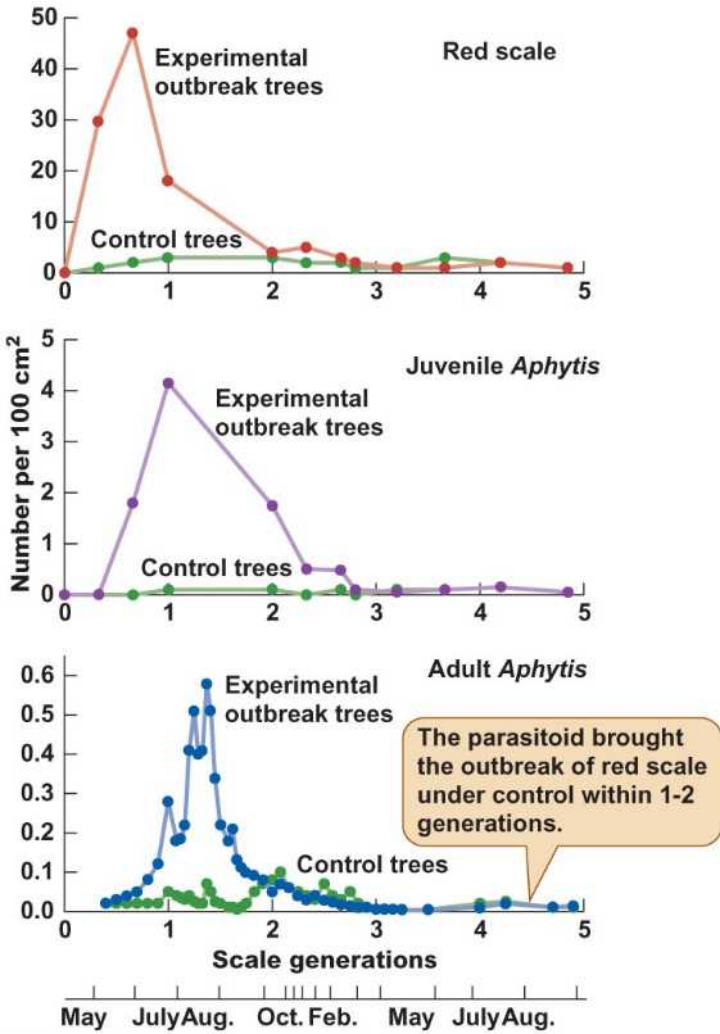 50
40
30
20
10
0
Experimental
outbreak trees
Red scale
Control trees
0 1 2 3 4 5
Number per 100 cm²
5
4
3
2
1
0
Juvenile Aphytis
Experimental
outbreak trees
Control trees
0 1 2 3 4 5
0.6
0.5
0.4
0.3
0.2
0.1
0.0
Adult Aphytis
Experimental
outbreak trees
The parasitoid brought
the outbreak of red scale
under control within 1-2
generations.
Control trees
0 1 2 3 4 5
Scale generations
May July Aug. Oct. Feb. May July Aug.